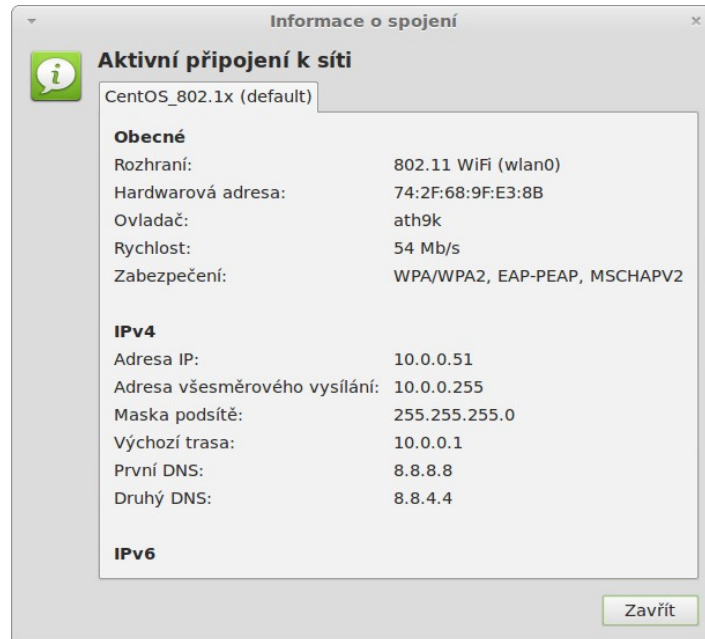 Informace o spojení
Aktivní připojení k síti
CentOS_802.1x (default)
Obecné
Rozhraní: 802.11 WiFi (wlan0)
Hardwarová adresa: 74:2F:68:9F:E3:8B
Ovladač: ath9k
Rychlost: 54 Mb/s
Zabezpečení: WPA/WPA2, EAP-PEAP, MSCHAPV2
IPv4
Adresa IP: 10.0.0.51
Adresa všesměrového vysílání: 10.0.0.255
Maska podsítě: 255.255.255.0
Výchozí trasa: 10.0.0.1
První DNS: 8.8.8.8
Druhý DNS: 8.8.4.4
IPv6
Zavřít